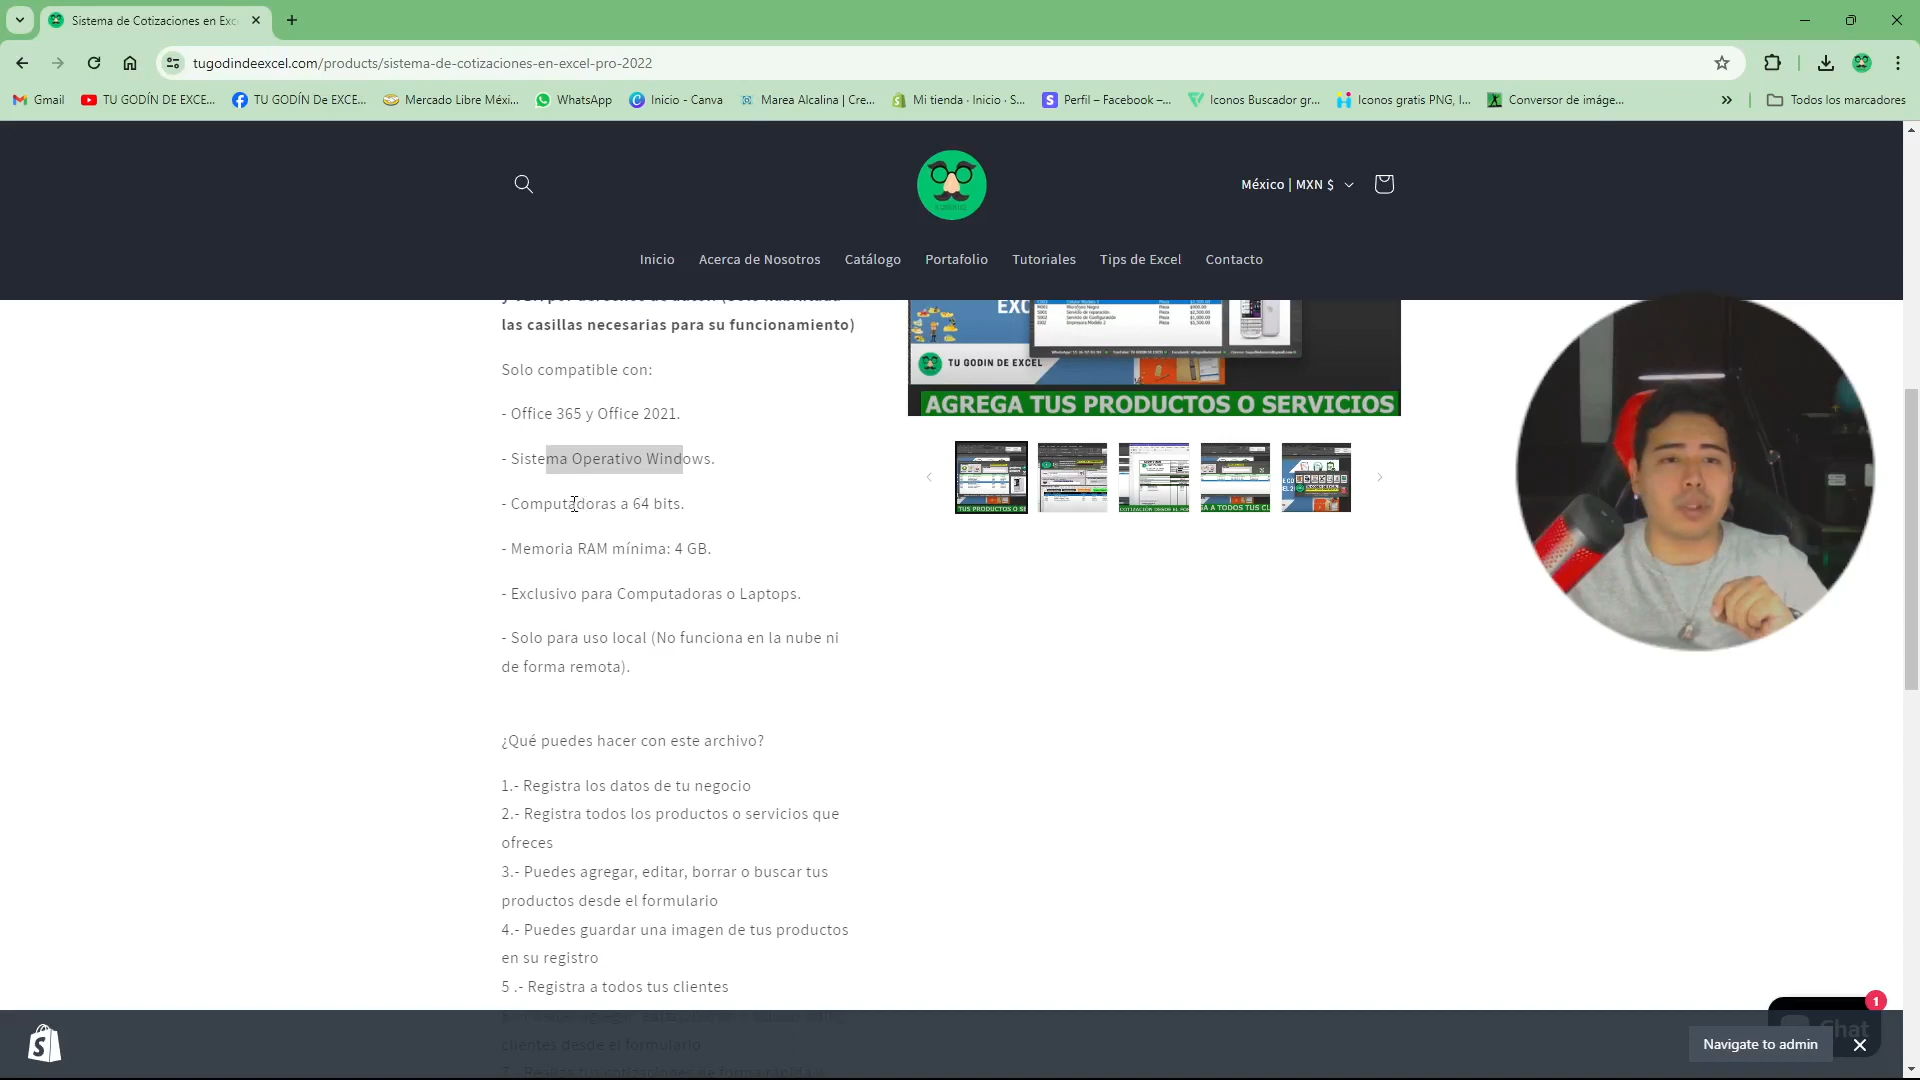 Sistema de Cotizaciones en Exc
tugodindeexcel.com/products/sistema-de-cotizaciones-en-excel-pro-2022
Gmail
TU GODÍN DE EXCE...
TU GODÍN De EXCE...
Mercado Libre Méxi...
WhatsApp
Inicio - Canva
Marea Alcalina | Cre...
Mi tienda · Inicio · S...
Perfil – Facebook –...
Iconos Buscador gr...
Iconos gratis PNG, I...
Conversor de imáge...
Todos los marcadores
México | MXN $
Inicio
Acerca de Nosotros
Catálogo
Portafolio
Tutoriales
Tips de Excel
Contacto
las casillas necesarias para su funcionamiento)
Solo compatible con:
- Office 365 y Office 2021.
- Sistema Operativo Windows.
- Computadoras a 64 bits.
- Memoria RAM mínima: 4 GB.
- Exclusivo para Computadoras o Laptops.
- Solo para uso local (No funciona en la nube ni
de forma remota).
¿Qué puedes hacer con este archivo?
1.- Registra los datos de tu negocio
2.- Registra todos los productos o servicios que
ofreces
3.- Puedes agregar, editar, borrar o buscar tus
productos desde el formulario
4.- Puedes guardar una imagen de tus productos
en su registro
5 .- Registra a todos tus clientes
clientes desde el formulario
TU GODIN DE EXCEL
AGREGA TUS PRODUCTOS O SERVICIOS
1
Chat
Navigate to admin